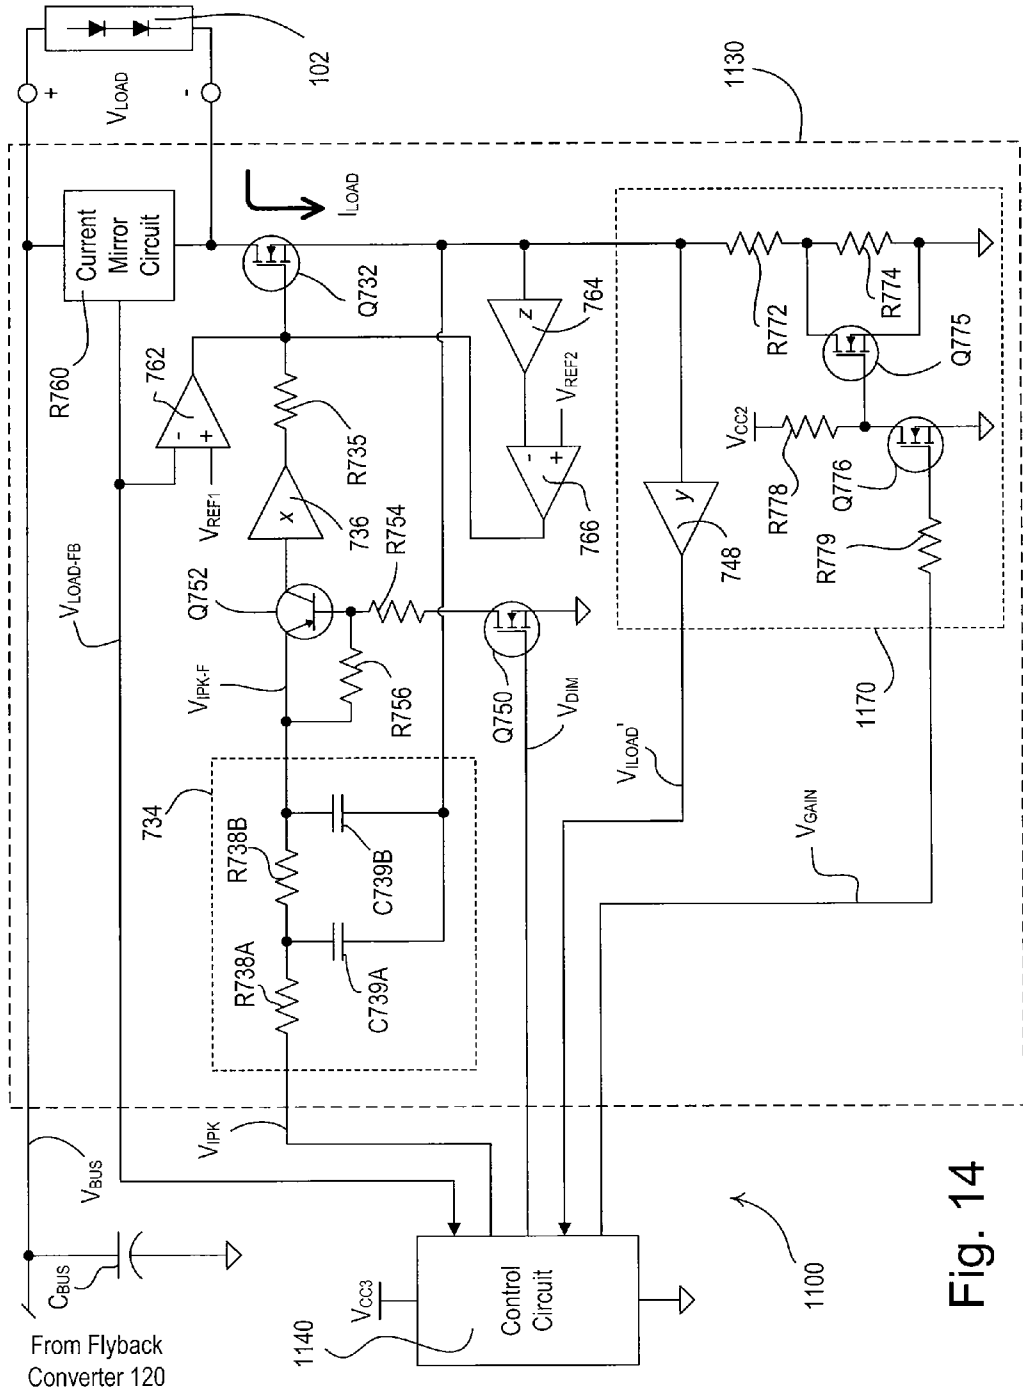 From Flyback
Converter 120
CBUS
VBUS
VLOAD-FB
VLOAD
+
-
102
1130
R760
Current
Mirror
Circuit
ILOAD
Q732
762
-
+
VREF1
x
736
R735
z
764
VREF2
-
+
766
734
R738A
R738B
C739A
C739B
VIPK
VIPK-F
Q752
R754
R756
Q750
VDIM
y
748
VILOAD'
VGAIN
1170
R772
R774
Q775
VCC2
R778
Q776
R779
VCC3
1140
Control
Circuit
1100
Fig. 14